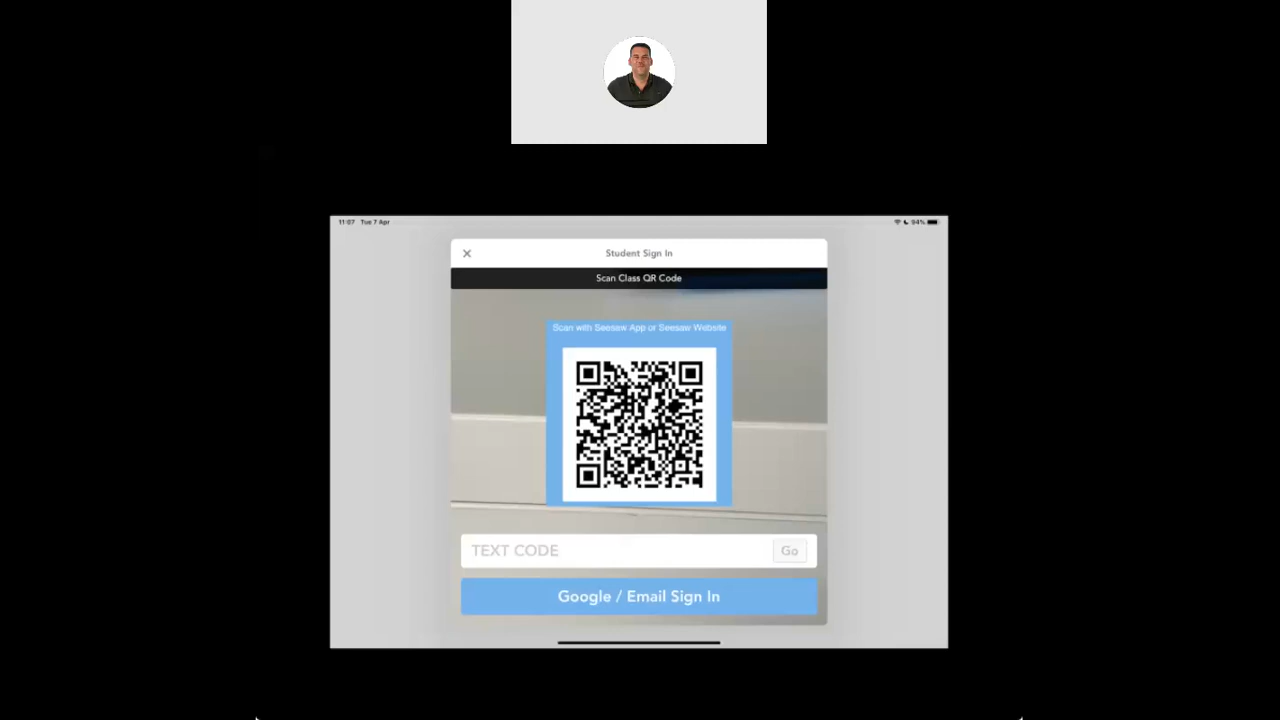 11:07 Tue 7 Apr
94%
Student Sign In
Scan Class QR Code
Scan with Seesaw App or Seesaw Website
TEXT CODE
Go
Google / Email Sign In